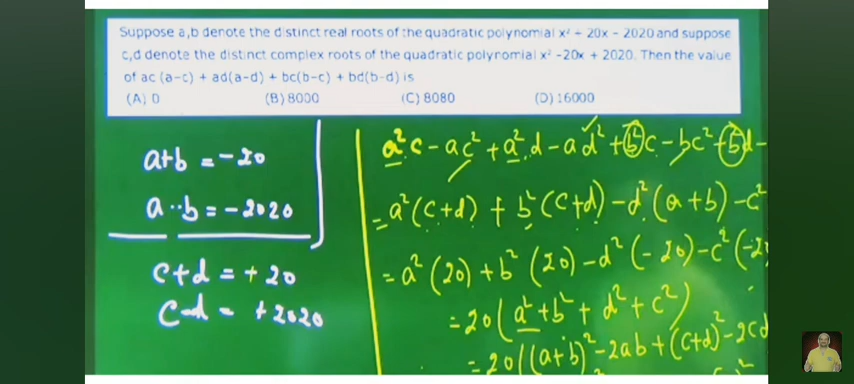 Suppose a,b denote the distinct real roots of the quadratic polynomial x² + 20x - 2020 and suppose
c,d denote the distinct complex roots of the quadratic polynomial x² -20x + 2020. Then the value
of ac (a-c) + ad(a-d) + bc(b-c) + bd(b-d) is
(A) 0 (B) 8000 (C) 8080 (D) 16000
a+b = -20
a··b = -2020
c+d = +20
c-d = +2020
a²c - ac² + a²d - ad² + b²c - bc² + b²d -
= a²(c+d) + b²(c+d) - d²(a+b) - c²
= a²(20) + b²(20) - d²(-20) - c²(-20
= 20(a² + b² + d² + c²)
= 20((a+b)² - 2ab + (c+d)² - 2cd